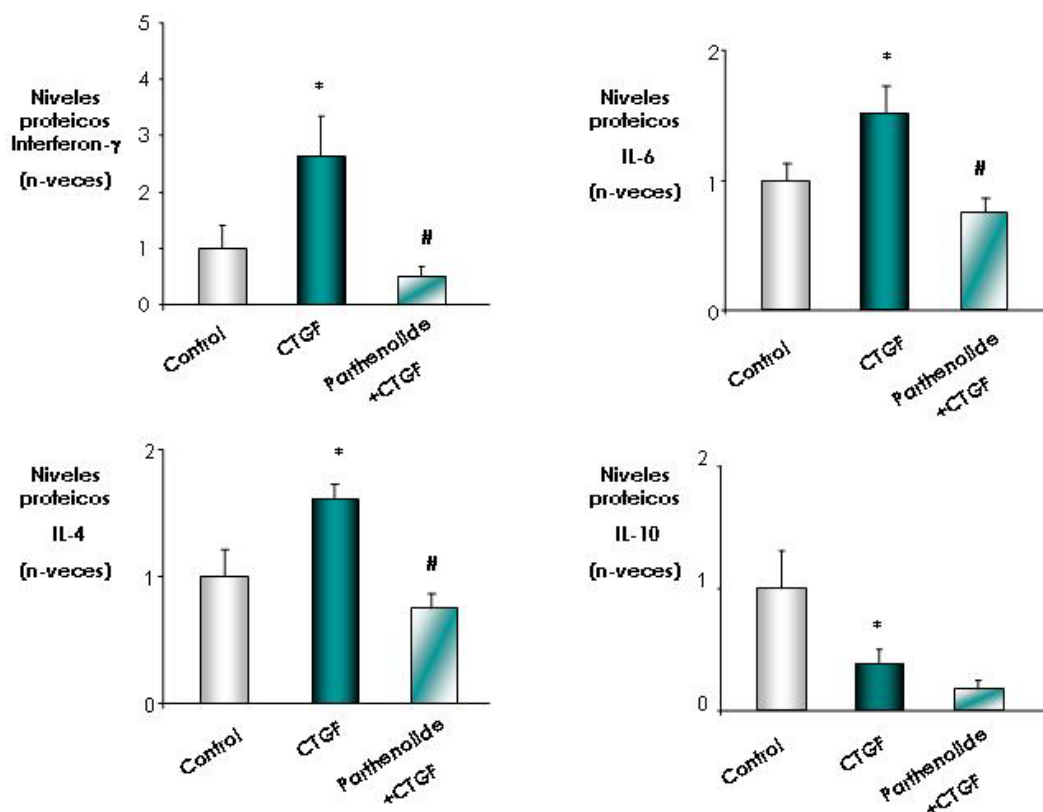 Niveles
proteicos
Interferon-γ
(n-veces)
5
4
3
2
1
0
*
#
Control
CTGF
Parthenolide
+CTGF
Niveles
proteicos
IL-6
(n-veces)
2
1
0
*
#
Control
CTGF
Parthenolide
+CTGF
Niveles
proteicos
IL-4
(n-veces)
2
1
0
*
#
Control
CTGF
Parthenolide
+CTGF
Niveles
proteicos
IL-10
(n-veces)
2
1
0
*
Control
CTGF
Parthenolide
+CTGF